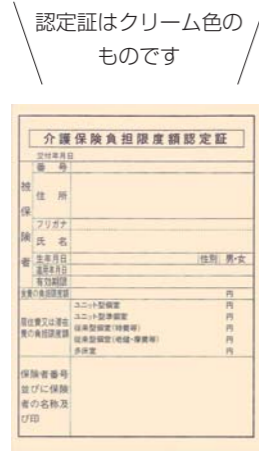 認定証はクリーム色の
ものです
介護保険負担限度額認定証
交付年月日
番号
被保険者
住所
フリガナ
氏名
生年月日 性別 男・女
適用年月日
有効期限
食費の負担限度額 円
居住費又は滞在費の負担限度額
ユニット型個室 円
ユニット型準個室 円
従来型個室(特養等) 円
従来型個室(老健・療養等) 円
多床室 円
保険者番号
並びに保険
者の名称及
び印